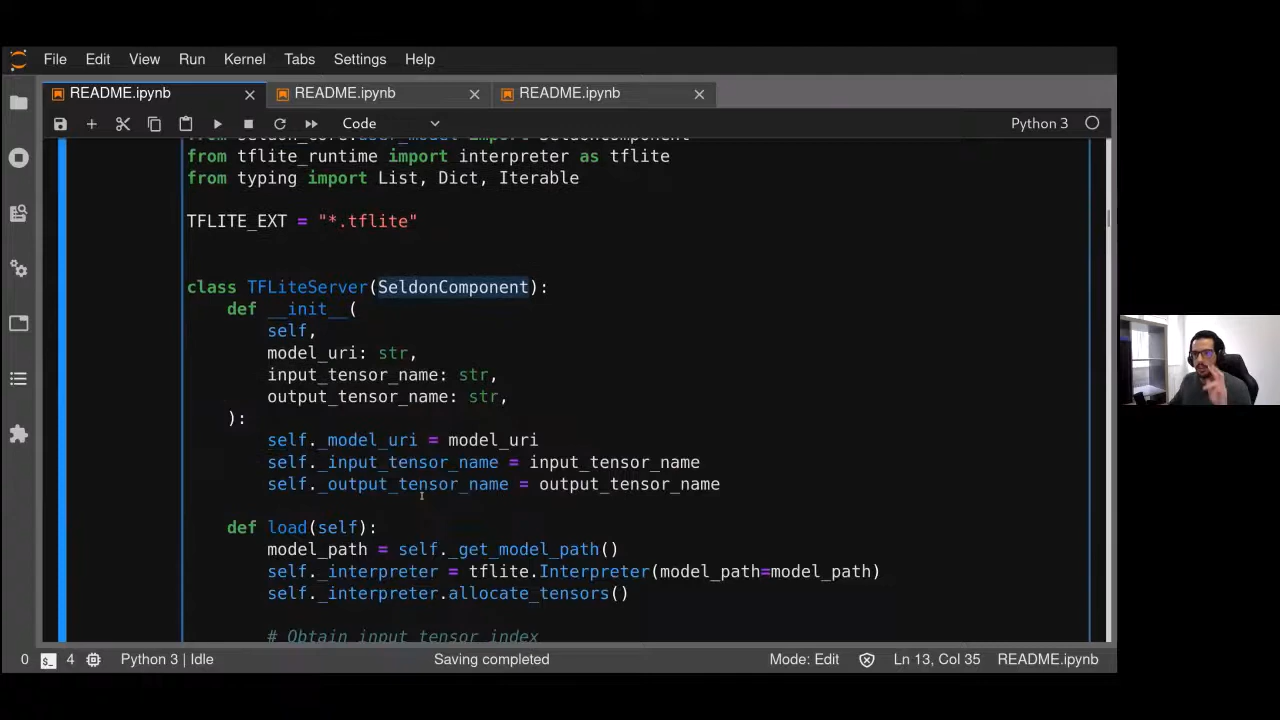 File Edit View Run Kernel Tabs Settings Help
README.ipynb README.ipynb README.ipynb
Code Python 3
from tflite_runtime import interpreter as tflite
from typing import List, Dict, Iterable
TFLITE_EXT = "*.tflite"
class TFLiteServer(SeldonComponent):
def __init__(
self,
model_uri: str,
input_tensor_name: str,
output_tensor_name: str,
):
self._model_uri = model_uri
self._input_tensor_name = input_tensor_name
self._output_tensor_name = output_tensor_name
def load(self):
model_path = self._get_model_path()
self._interpreter = tflite.Interpreter(model_path=model_path)
self._interpreter.allocate_tensors()
# Obtain input tensor index
0 4 Python 3 | Idle Saving completed Mode: Edit Ln 13, Col 35 README.ipynb